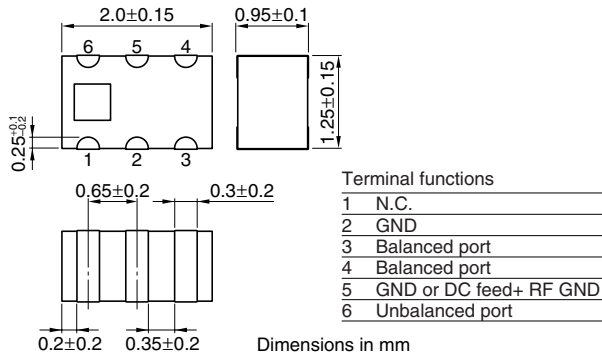 2.0±0.15
0.95±0.1
6 5 4
1.25±0.15
0.25+0.1-0.2
1 2 3
0.65±0.2
0.3±0.2
0.2±0.2
0.35±0.2
Dimensions in mm
Terminal functions
1 N.C.
2 GND
3 Balanced port
4 Balanced port
5 GND or DC feed+ RF GND
6 Unbalanced port